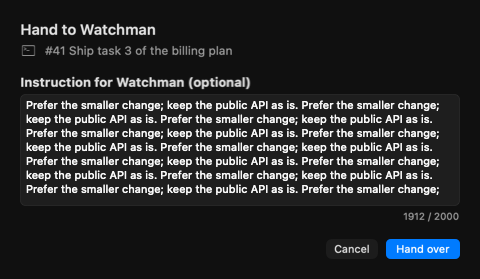 Hand to Watchman
#41 Ship task 3 of the billing plan
Instruction for Watchman (optional)
Prefer the smaller change; keep the public API as is. Prefer the smaller change;
keep the public API as is. Prefer the smaller change; keep the public API as is.
Prefer the smaller change; keep the public API as is. Prefer the smaller change;
keep the public API as is. Prefer the smaller change; keep the public API as is.
Prefer the smaller change; keep the public API as is. Prefer the smaller change;
keep the public API as is. Prefer the smaller change; keep the public API as is.
Prefer the smaller change; keep the public API as is. Prefer the smaller change;
1912 / 2000
Cancel
Hand over